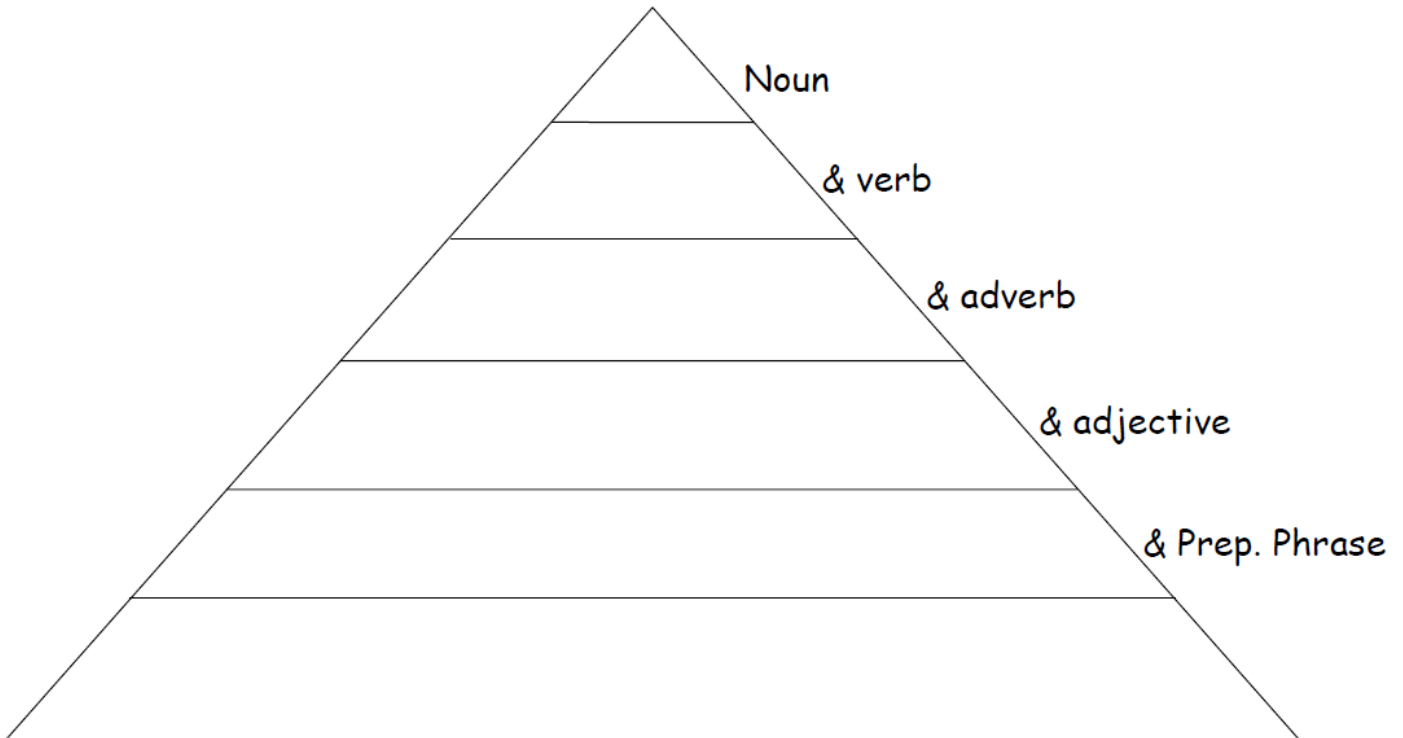 Noun
& verb
& adverb
& adjective
& Prep. Phrase